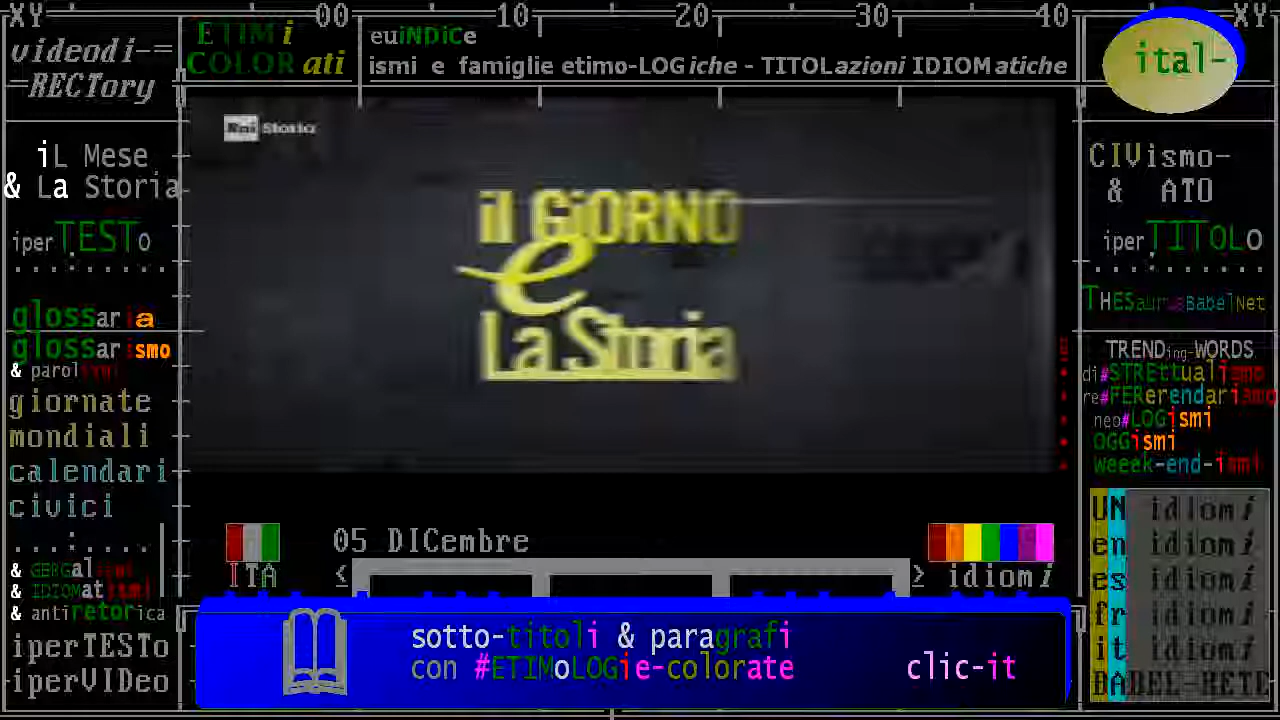 XY 00 10 20 30 40 XY
videodi-=
=RECTory
ETIMi
COLORati
euiNDiCe
ismi e famiglie etimo-LOGiche - TITOLazioni IDIOMatiche
ital-
iL Mese
& La Storia
iperTESTo
glossaria
glossarismo
& parolismi
giornate
mondiali
calendari
civici
& GERGalismi
& IDIOMatismi
& antiretorica
iperTESTo
iperVIDeo
Rai Storia
iL GiORNO
e
La Storia
05 DICembre
ITA < > idiomi
sotto-titoli & paragrafi
con #ETIMoLOGie-colorate clic-it
CIVismo-
& ATO
iperTITOLO
THESaurusBabelNet
TRENDing-WORDS
di#STREttualismo
re#FERerendarismo
neo#LOGismi
OGGismi
weeek-end-ismi
UN idiomi
en idiomi
es idiomi
fr idiomi
it idiomi
BABEL-RETE